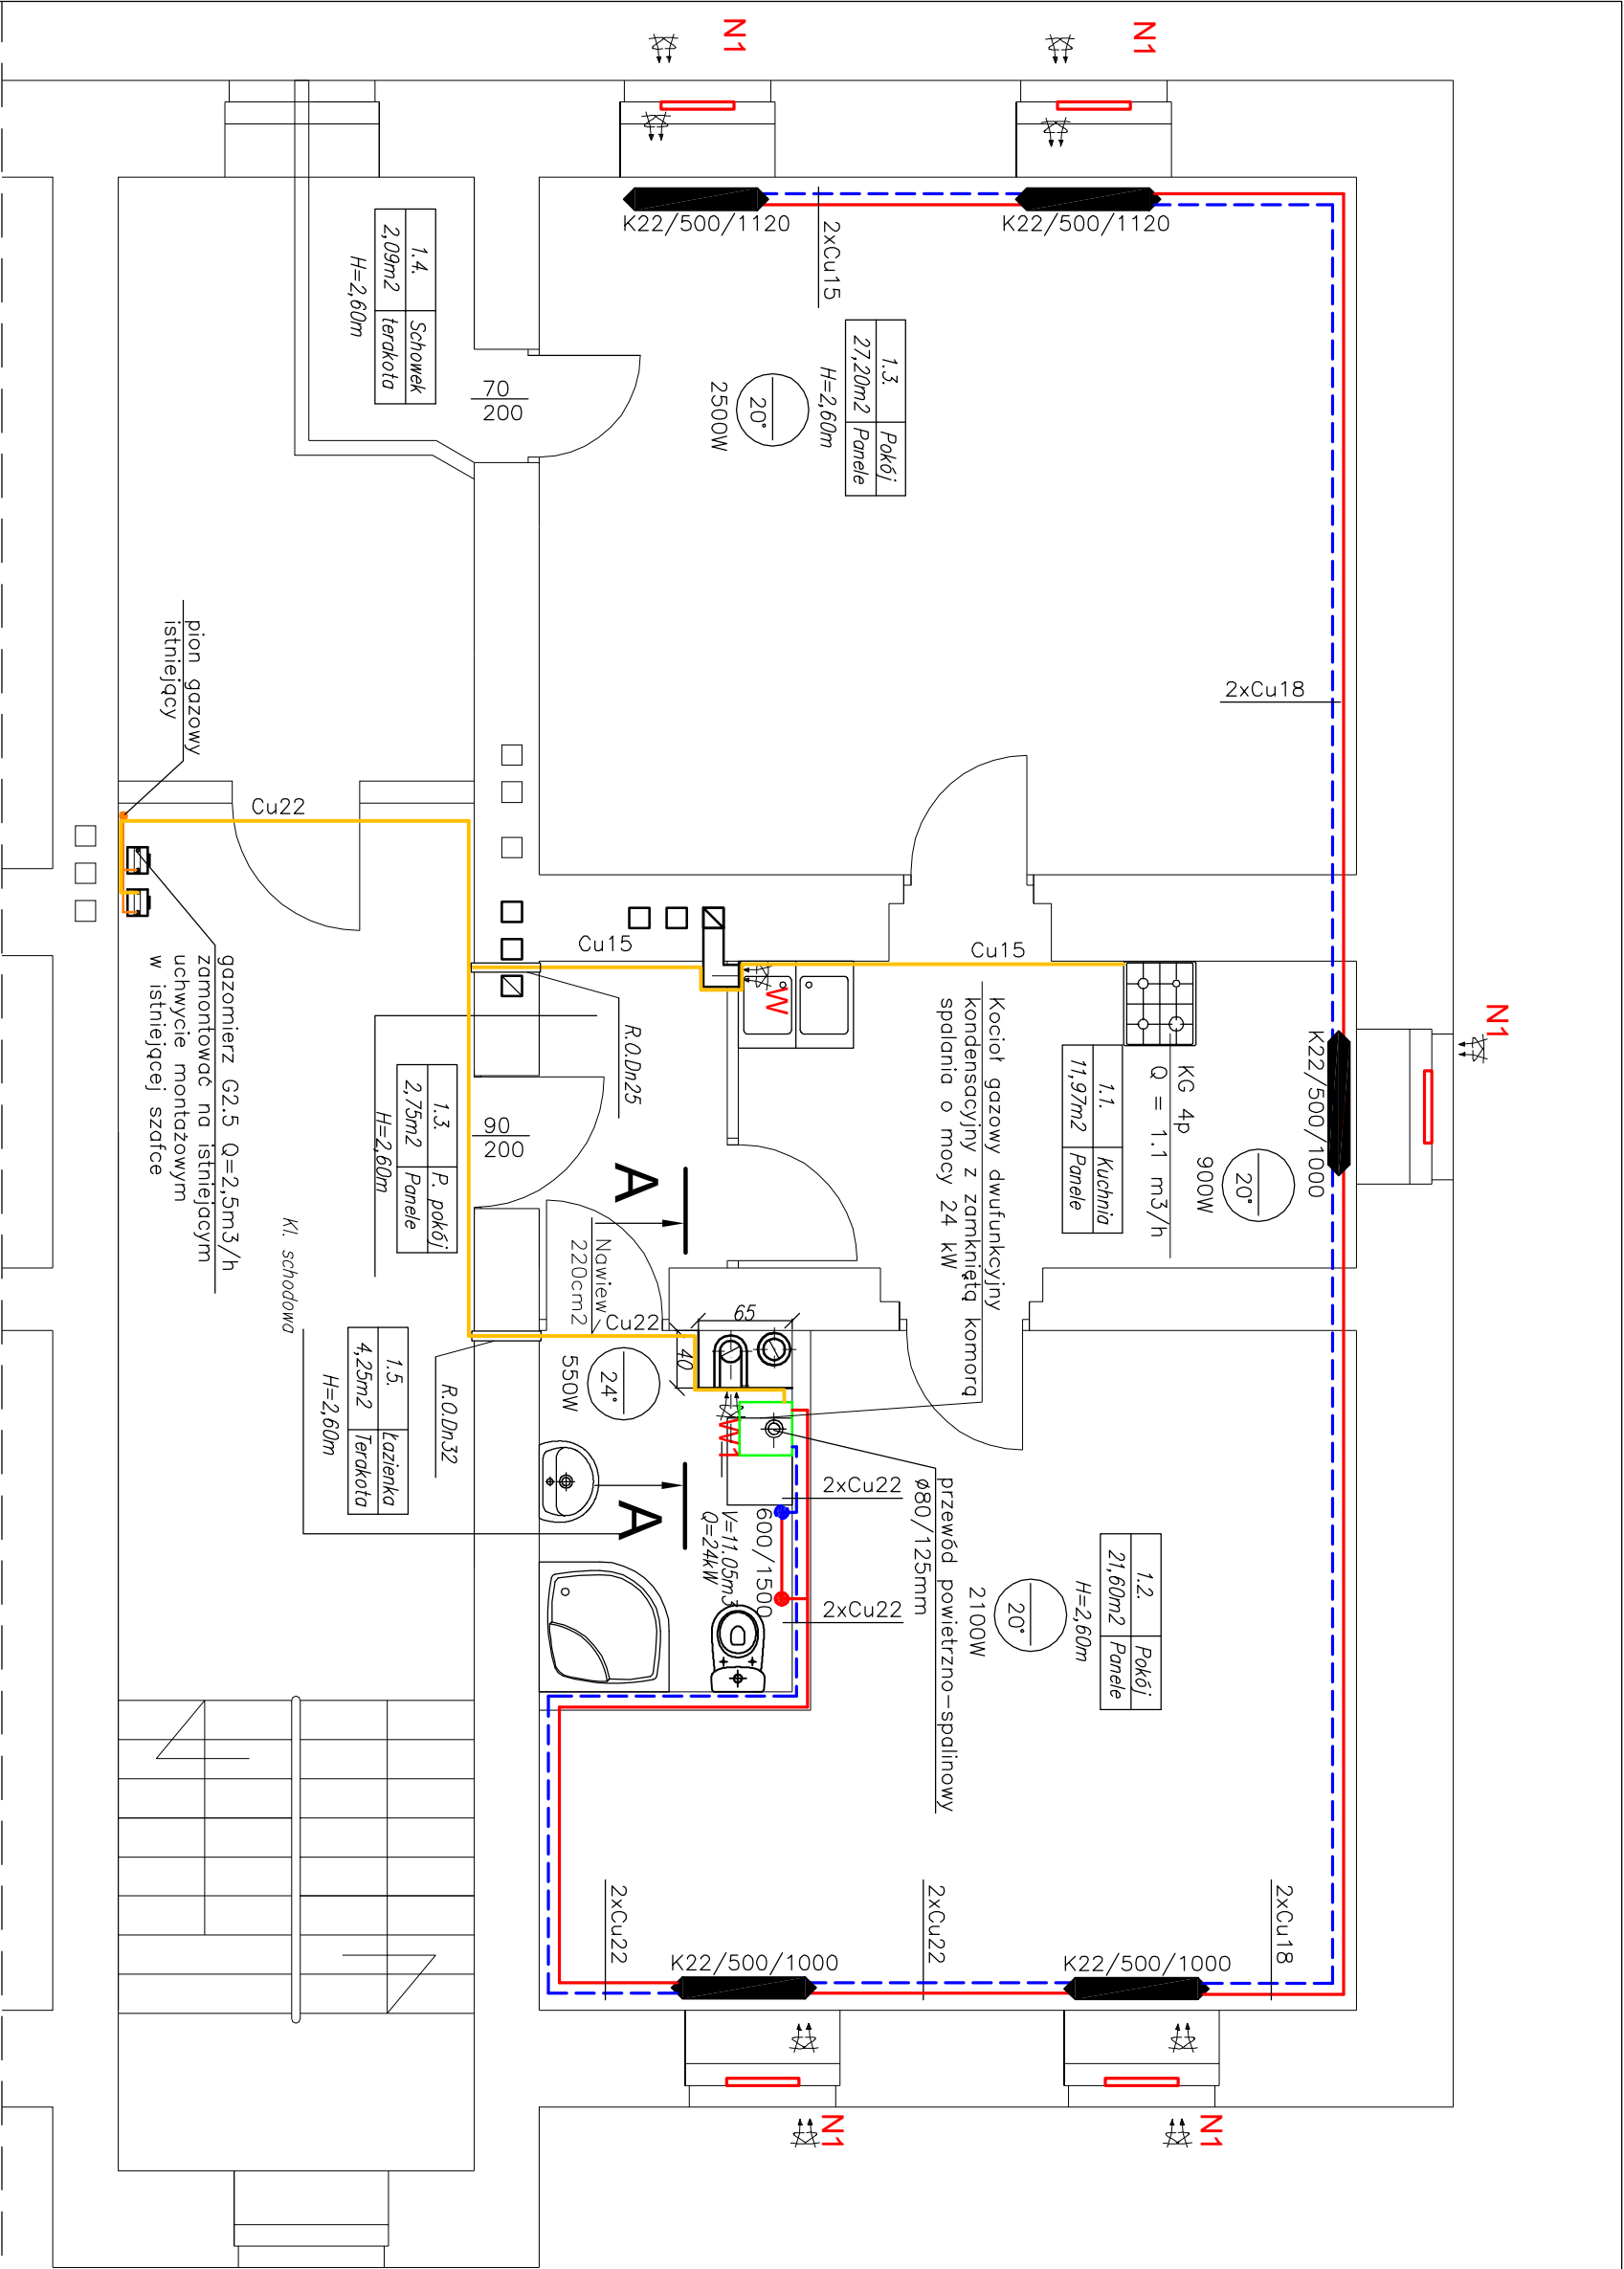 N1
N1
K22/500/1120
K22/500/1120
2xCu15
1.3. Pokój
27,20m2 Panele
H=2,60m
20°
2500W
1.4. Schowek
2,09m2 terakota
H=2,60m
70
200
2xCu18
pion gazowy
istniejący
Cu22
Cu15
Cu15
W
N1
K22/500/1000
KG 4p
Q = 1.1 m3/h
20°
900W
1.1. Kuchnia
11,97m2 Panele
Kocioł gazowy dwufunkcyjny
kondensacyjny z zamkniętą komorą
spalania o mocy 24 kW
R.O.Dn25
gazomierz G2.5 Q=2,5m3/h
zamontować na istniejącym
uchwycie montażowym
w istniejącej szafce
1.3. P. pokój
2,75m2 Panele
H=2,60m
90
200
A
Nawiew
220cm2
Cu22
65
40
Kl. schodowa
1.5. Łazienka
4,25m2 Terakota
H=2,60m
R.O.Dn32
24°
550W
W1
A
600/1500
V=11.05m3
Q=24kW
2xCu22
2xCu22
przewód powietrzno-spalinowy
ø80/125mm
1.2. Pokój
21,60m2 Panele
H=2,60m
20°
2100W
2xCu22
2xCu22
2xCu18
K22/500/1000
K22/500/1000
N1
N1